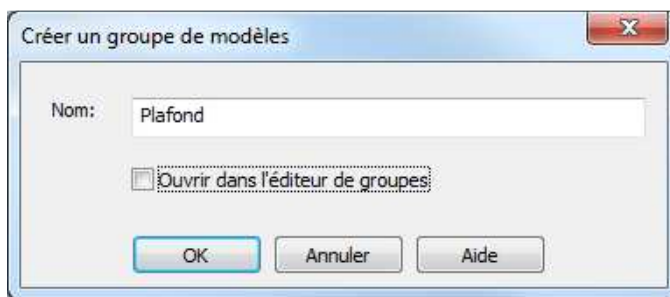 Créer un groupe de modèles
Nom: Plafond
Ouvrir dans l'éditeur de groupes
OK Annuler Aide